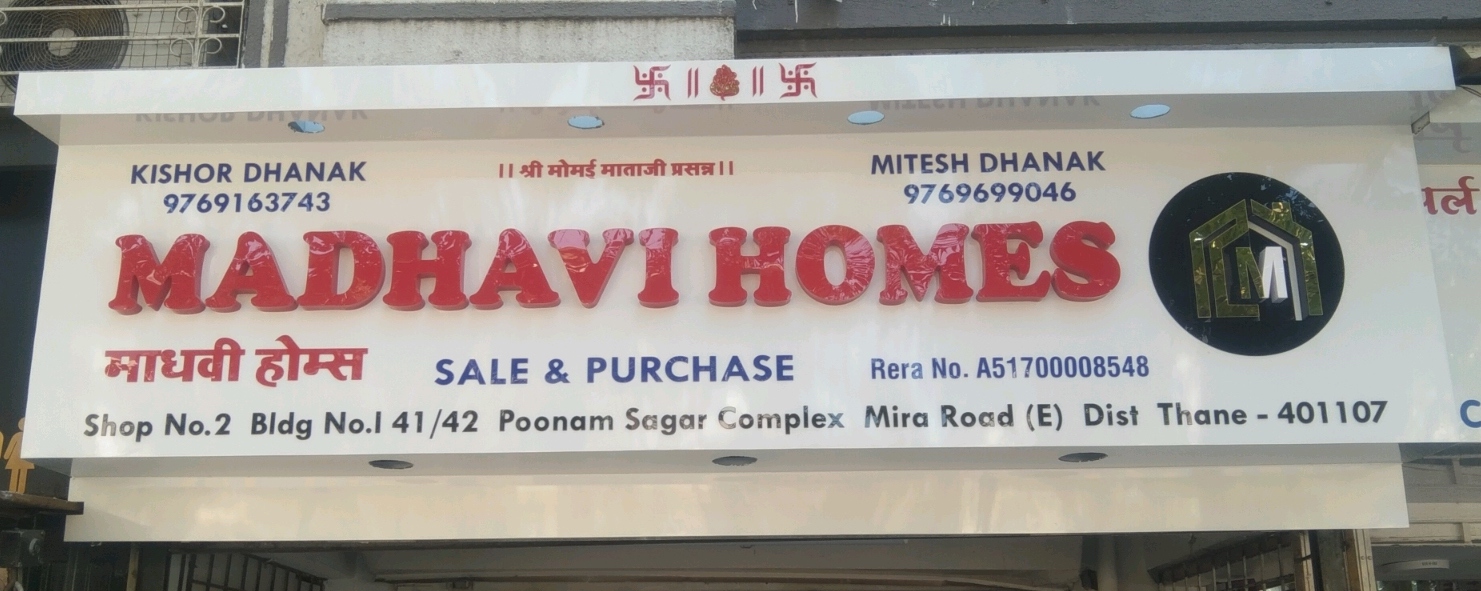 KISHOR DHANAK
9769163743
।। श्री मोमई माताजी प्रसन्न।।
MITESH DHANAK
9769699046
MADHAVI HOMES
M
माधवी होम्स SALE & PURCHASE Rera No. A51700008548
Shop No.2 Bldg No.I 41/42 Poonam Sagar Complex Mira Road (E) Dist Thane - 401107